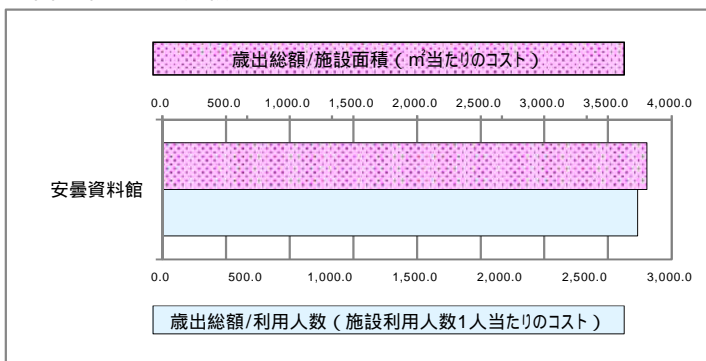 歳出総額/施設面積（㎡当たりのコスト）
0.0 500.0 1,000.0 1,500.0 2,000.0 2,500.0 3,000.0 3,500.0 4,000.0
安曇資料館
0.0 500.0 1,000.0 1,500.0 2,000.0 2,500.0 3,000.0
歳出総額/利用人数（施設利用人数1人当たりのコスト）